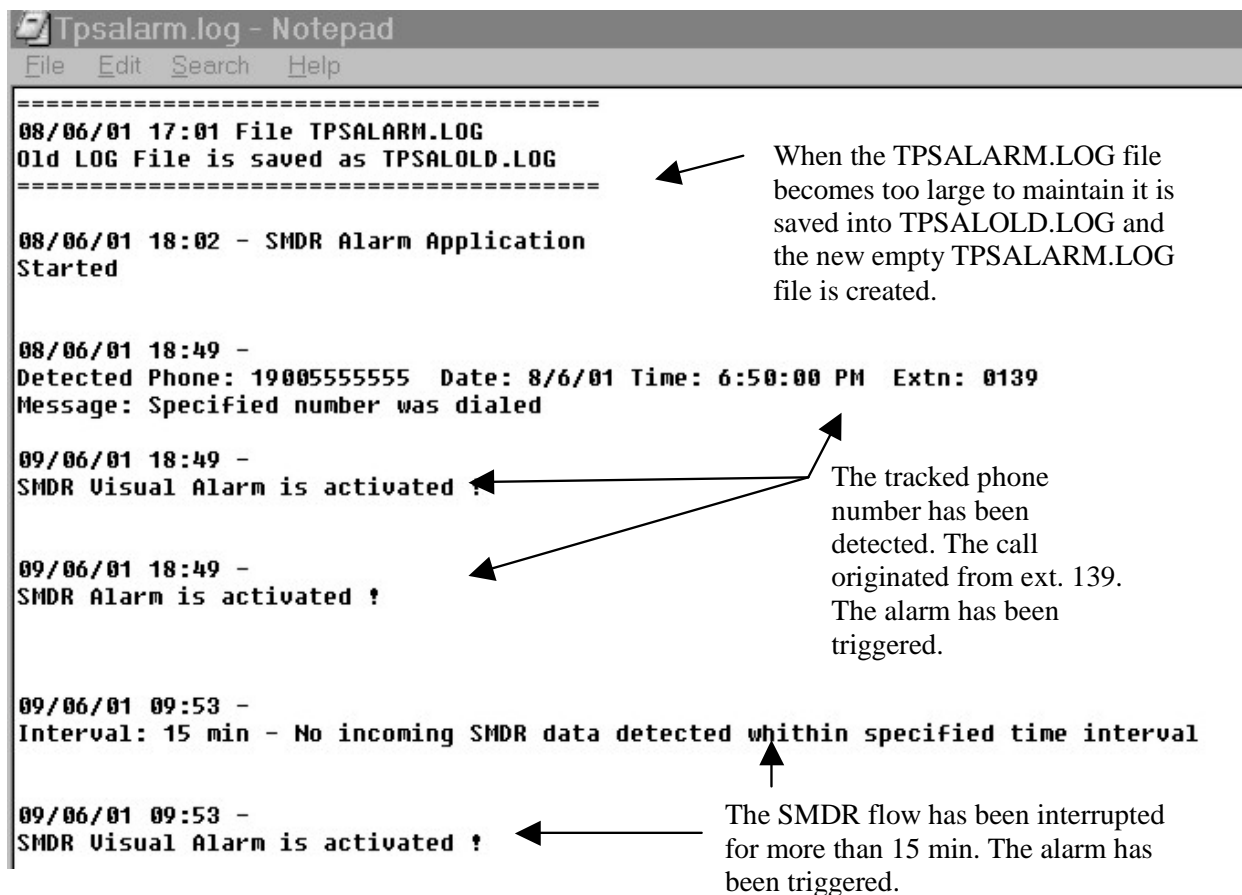 Tpsalarm.log - Notepad
File Edit Search Help
========================================
08/06/01 17:01 File TPSALARM.LOG
Old LOG File is saved as TPSALOLD.LOG
========================================
When the TPSALARM.LOG file
becomes too large to maintain it is
saved into TPSALOLD.LOG and
the new empty TPSALARM.LOG
file is created.
08/06/01 18:02 - SMDR Alarm Application
Started
08/06/01 18:49 -
Detected Phone: 19005555555 Date: 8/6/01 Time: 6:50:00 PM Extn: 0139
Message: Specified number was dialed
09/06/01 18:49 -
SMDR Visual Alarm is activated !
09/06/01 18:49 -
SMDR Alarm is activated !
The tracked phone
number has been
detected. The call
originated from ext. 139.
The alarm has been
triggered.
09/06/01 09:53 -
Interval: 15 min - No incoming SMDR data detected whithin specified time interval
09/06/01 09:53 -
SMDR Visual Alarm is activated !
The SMDR flow has been interrupted
for more than 15 min. The alarm has
been triggered.